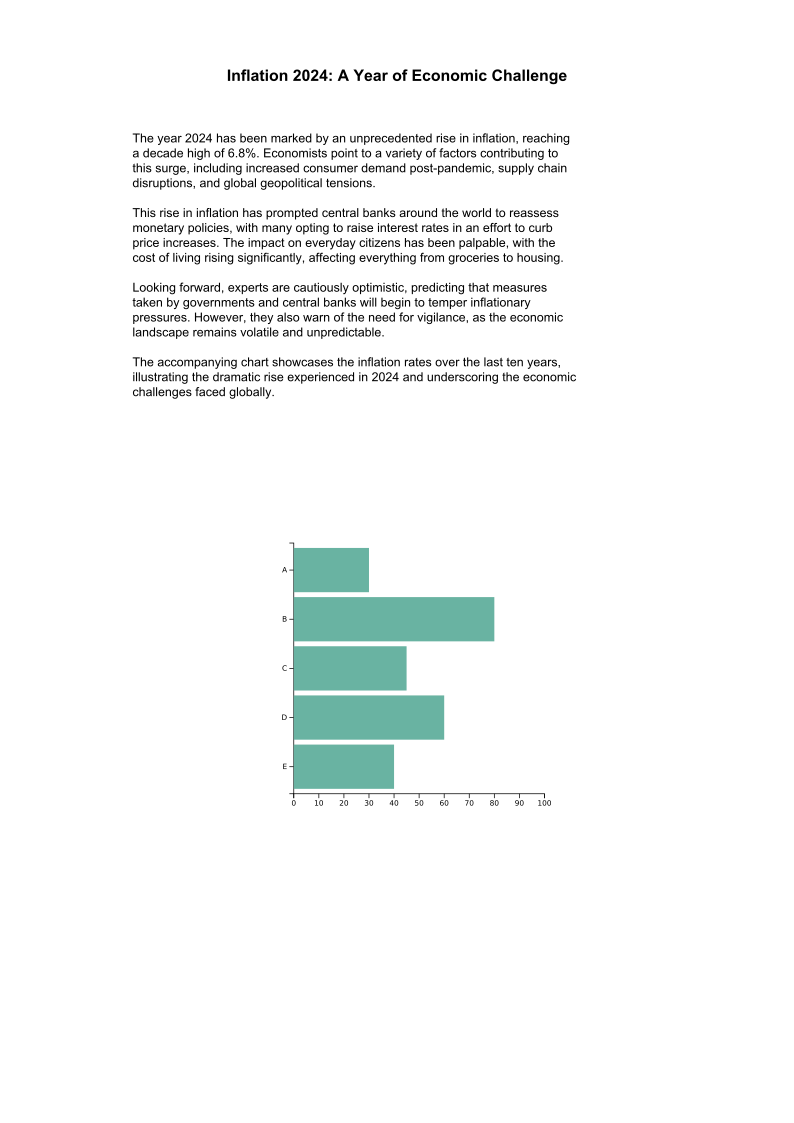 Inflation 2024: A Year of Economic Challenge
The year 2024 has been marked by an unprecedented rise in inflation, reaching
a decade high of 6.8%. Economists point to a variety of factors contributing to
this surge, including increased consumer demand post-pandemic, supply chain
disruptions, and global geopolitical tensions.
This rise in inflation has prompted central banks around the world to reassess
monetary policies, with many opting to raise interest rates in an effort to curb
price increases. The impact on everyday citizens has been palpable, with the
cost of living rising significantly, affecting everything from groceries to housing.
Looking forward, experts are cautiously optimistic, predicting that measures
taken by governments and central banks will begin to temper inflationary
pressures. However, they also warn of the need for vigilance, as the economic
landscape remains volatile and unpredictable.
The accompanying chart showcases the inflation rates over the last ten years,
illustrating the dramatic rise experienced in 2024 and underscoring the economic
challenges faced globally.
A
B
C
D
E
0 10 20 30 40 50 60 70 80 90 100